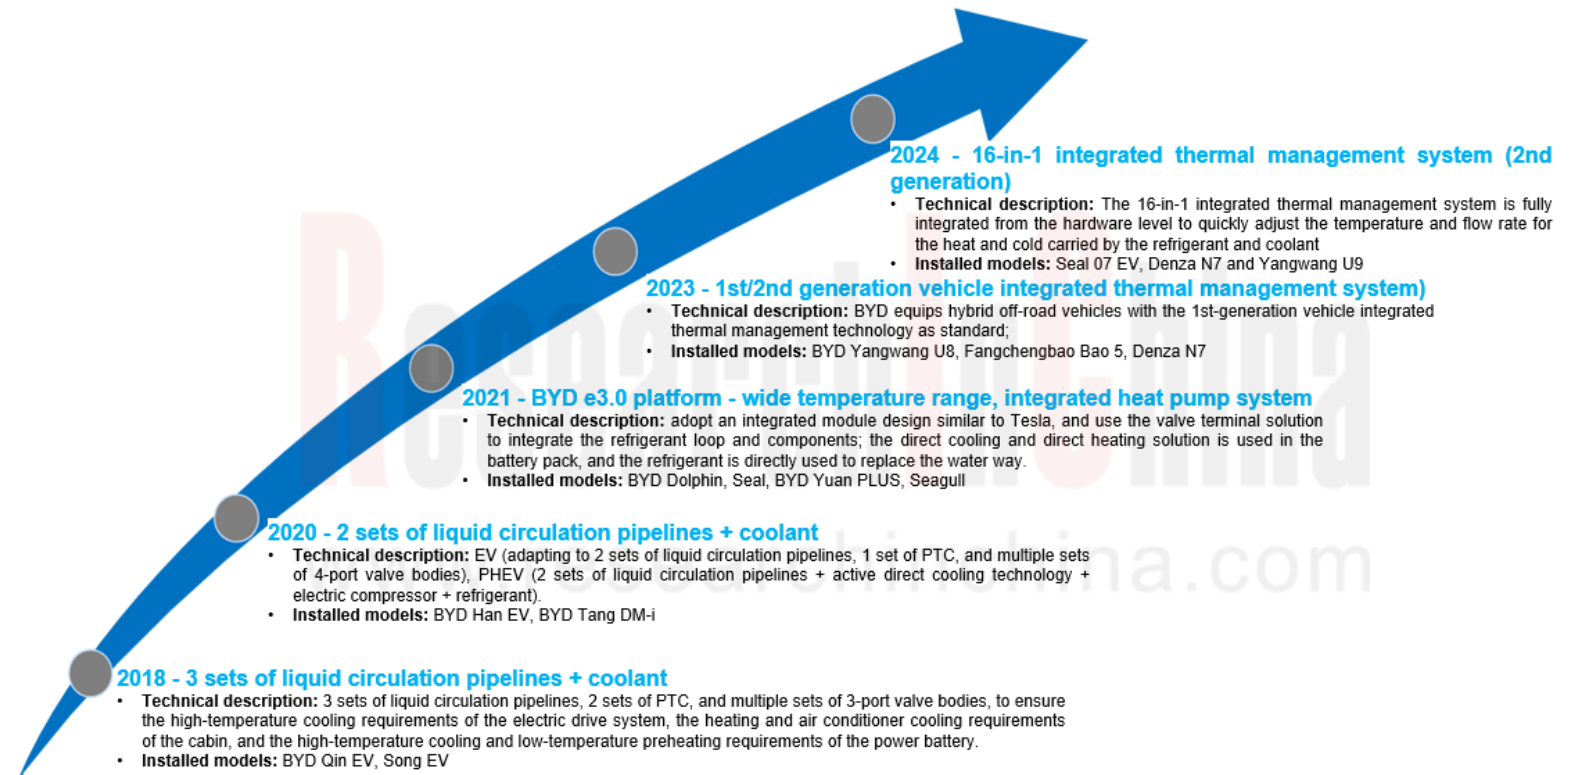 2024 - 16-in-1 integrated thermal management system (2nd
generation)
• Technical description: The 16-in-1 integrated thermal management system is fully
integrated from the hardware level to quickly adjust the temperature and flow rate for
the heat and cold carried by the refrigerant and coolant
• Installed models: Seal 07 EV, Denza N7 and Yangwang U9
2023 - 1st/2nd generation vehicle integrated thermal management system)
• Technical description: BYD equips hybrid off-road vehicles with the 1st-generation vehicle integrated
thermal management technology as standard;
• Installed models: BYD Yangwang U8, Fangchengbao Bao 5, Denza N7
2021 - BYD e3.0 platform - wide temperature range, integrated heat pump system
• Technical description: adopt an integrated module design similar to Tesla, and use the valve terminal solution
to integrate the refrigerant loop and components; the direct cooling and direct heating solution is used in the
battery pack, and the refrigerant is directly used to replace the water way.
• Installed models: BYD Dolphin, Seal, BYD Yuan PLUS, Seagull
2020 - 2 sets of liquid circulation pipelines + coolant
• Technical description: EV (adapting to 2 sets of liquid circulation pipelines, 1 set of PTC, and multiple sets
of 4-port valve bodies), PHEV (2 sets of liquid circulation pipelines + active direct cooling technology +
electric compressor + refrigerant).
• Installed models: BYD Han EV, BYD Tang DM-i
2018 - 3 sets of liquid circulation pipelines + coolant
• Technical description: 3 sets of liquid circulation pipelines, 2 sets of PTC, and multiple sets of 3-port valve bodies, to ensure
the high-temperature cooling requirements of the electric drive system, the heating and air conditioner cooling requirements
of the cabin, and the high-temperature cooling and low-temperature preheating requirements of the power battery.
• Installed models: BYD Qin EV, Song EV
ResearchInChina
www.researchinchina.com